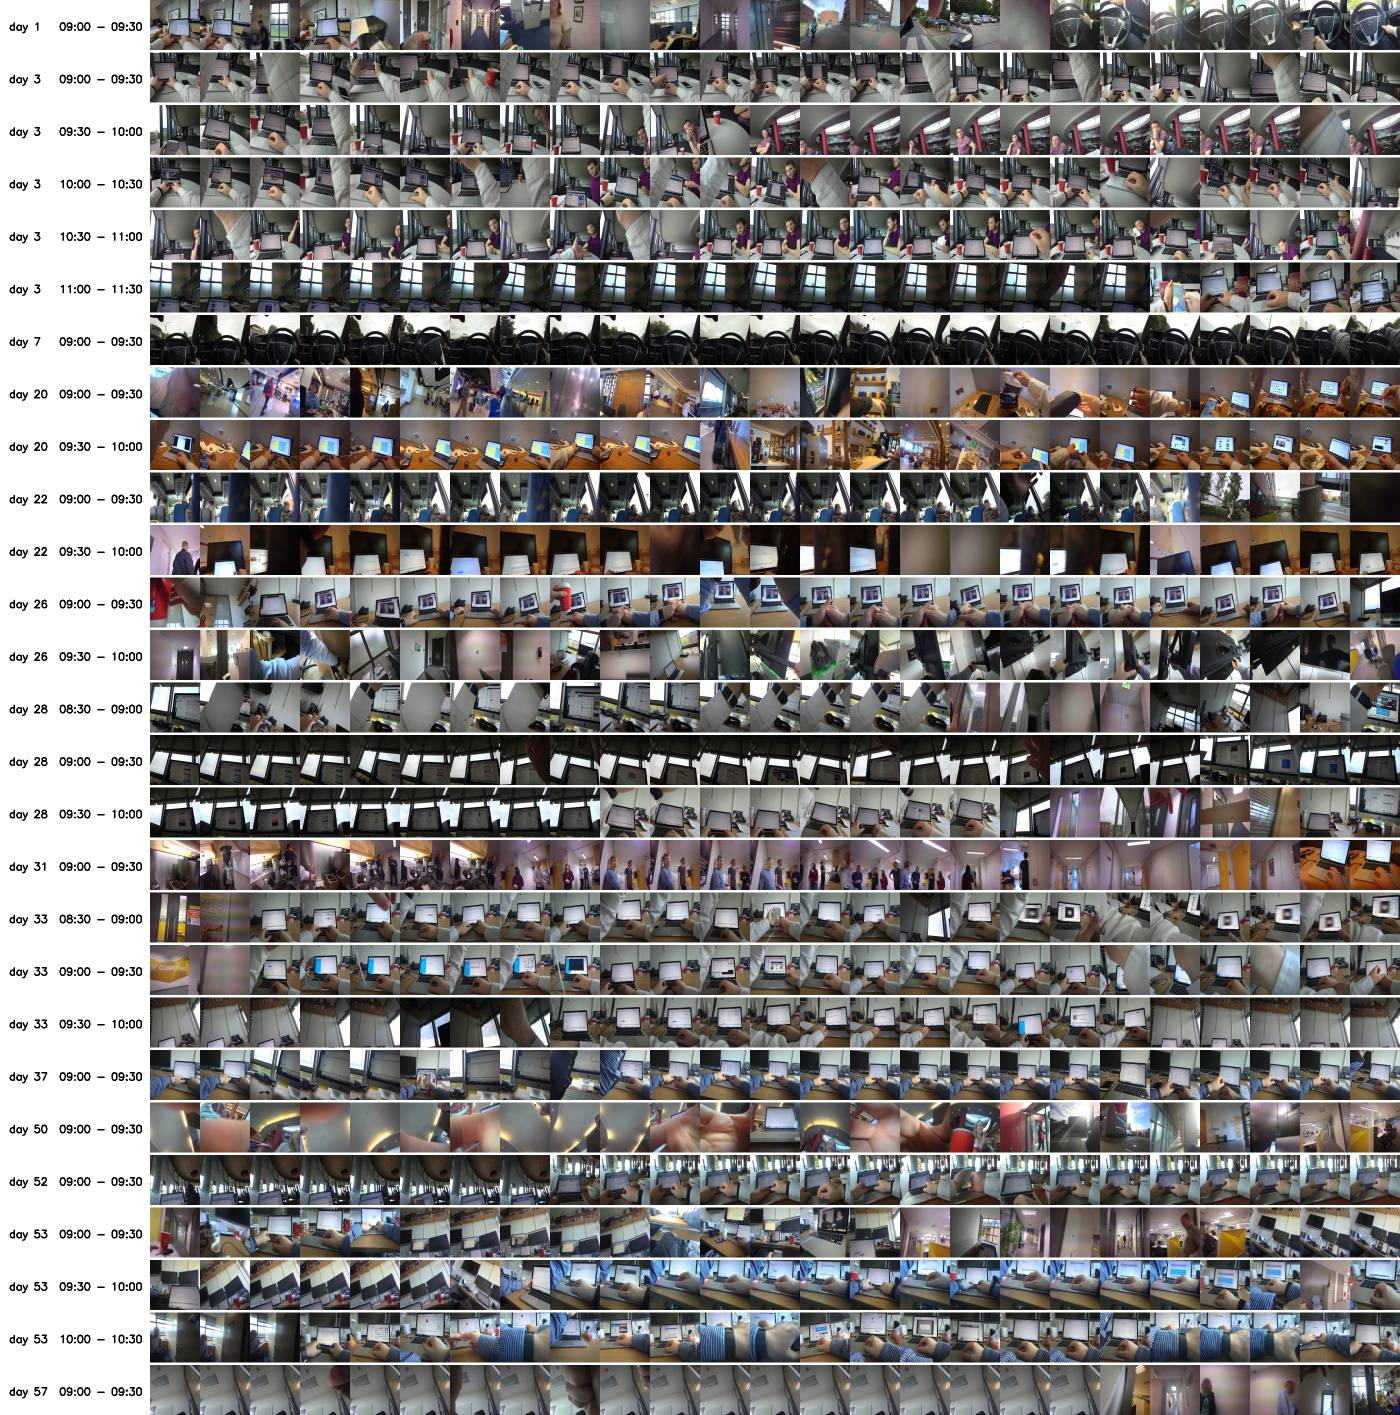 day 1 09:00 – 09:30
day 3 09:00 – 09:30
day 3 09:30 – 10:00
day 3 10:00 – 10:30
day 3 10:30 – 11:00
day 3 11:00 – 11:30
day 7 09:00 – 09:30
day 20 09:00 – 09:30
day 20 09:30 – 10:00
day 22 09:00 – 09:30
day 22 09:30 – 10:00
day 26 09:00 – 09:30
day 26 09:30 – 10:00
day 28 08:30 – 09:00
day 28 09:00 – 09:30
day 28 09:30 – 10:00
day 31 09:00 – 09:30
day 33 08:30 – 09:00
day 33 09:00 – 09:30
day 33 09:30 – 10:00
day 37 09:00 – 09:30
day 50 09:00 – 09:30
day 52 09:00 – 09:30
day 53 09:00 – 09:30
day 53 09:30 – 10:00
day 53 10:00 – 10:30
day 57 09:00 – 09:30